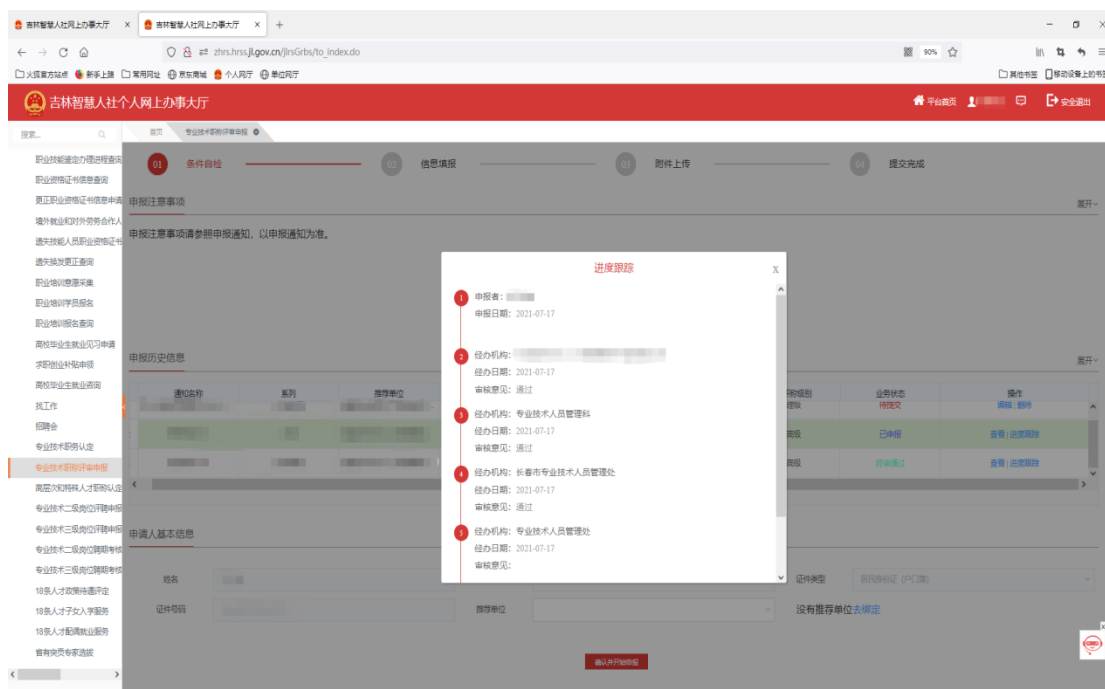 吉林智慧人社网上办事大厅
吉林智慧人社网上办事大厅
zhrs.hrss.jl.gov.cn/jlrsGrbs/to_index.do
90%
火狐官方站点 新手上路 常用网址 京东商城 个人网厅 单位网厅
其他书签 移动设备上的书签
吉林智慧人社个人网上办事大厅
平台首页
安全退出
搜索...
首页 专业技术职称评审申报
职业技能鉴定办理进程查询
职业资格证书信息查询
更正职业资格证书信息申请
境外就业和对外劳务合作人
遗失技能人员职业资格证书
遗失换发更正查询
职业培训意愿采集
职业培训学员报名
职业培训报名查询
高校毕业生就业见习申请
求职创业补贴申领
高校毕业生就业咨询
找工作
招聘会
专业技术职务认定
专业技术职称评审申报
高层次和特殊人才职称认定
专业技术二级岗位评聘申报
专业技术三级岗位评聘申报
专业技术二级岗位聘期考核
专业技术三级岗位聘期考核
18条人才政策待遇评定
18条人才子女入学服务
18条人才配偶就业服务
省有突贡专家选拔
01 条件自检
02 信息填报
03 附件上传
04 提交完成
申报注意事项
展开
申报注意事项请参照申报通知，以申报通知为准。
申报历史信息
展开
通知名称 系列 推荐单位 职称级别 业务状态 操作
待提交 编辑 | 删除
高级 已申报 查看 | 进度跟踪
高级 终审通过 查看 | 进度跟踪
进度跟踪
X
1 申报者：
申报日期：2021-07-17
2 经办机构：
经办日期：2021-07-17
审核意见：通过
3 经办机构：专业技术人员管理科
经办日期：2021-07-17
审核意见：通过
4 经办机构：长春市专业技术人员管理处
经办日期：2021-07-17
审核意见：通过
5 经办机构：专业技术人员管理处
经办日期：2021-07-17
审核意见：
申请人基本信息
姓名
证件类型 居民身份证（户口簿）
证件号码
推荐单位
没有推荐单位去绑定
确认并开始申报